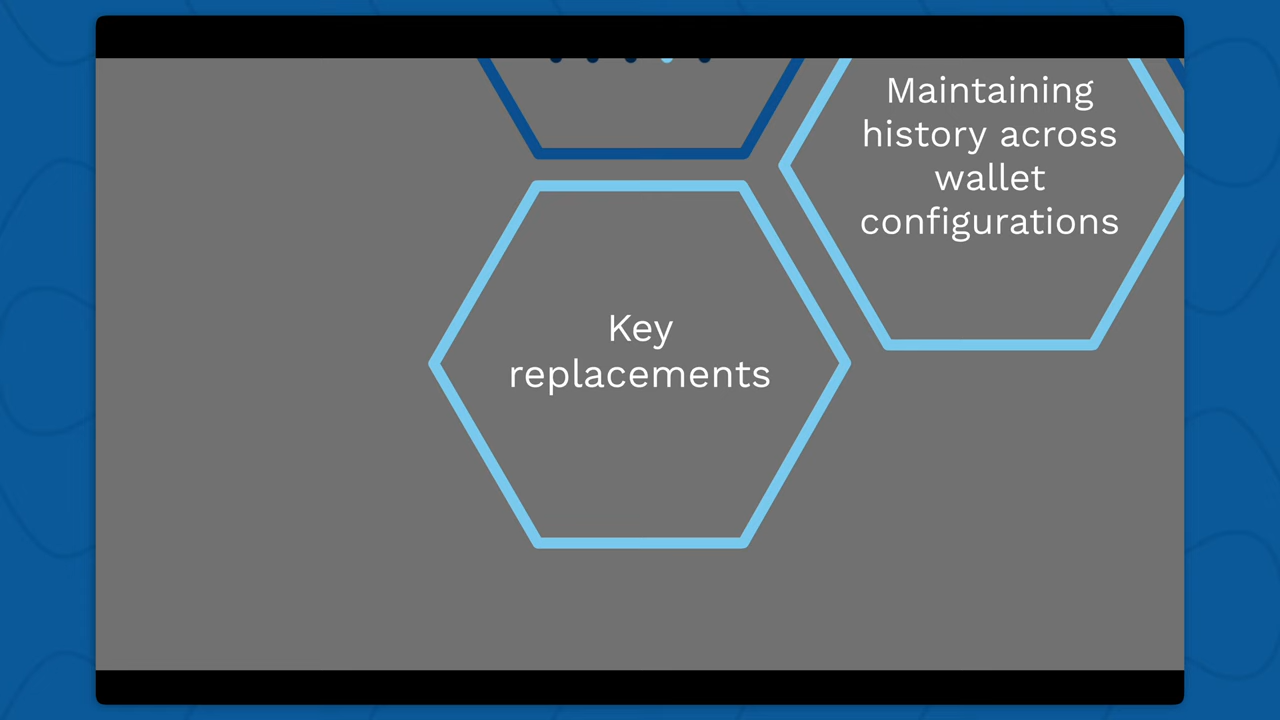 Maintaining
history across
wallet
configurations
Key
replacements